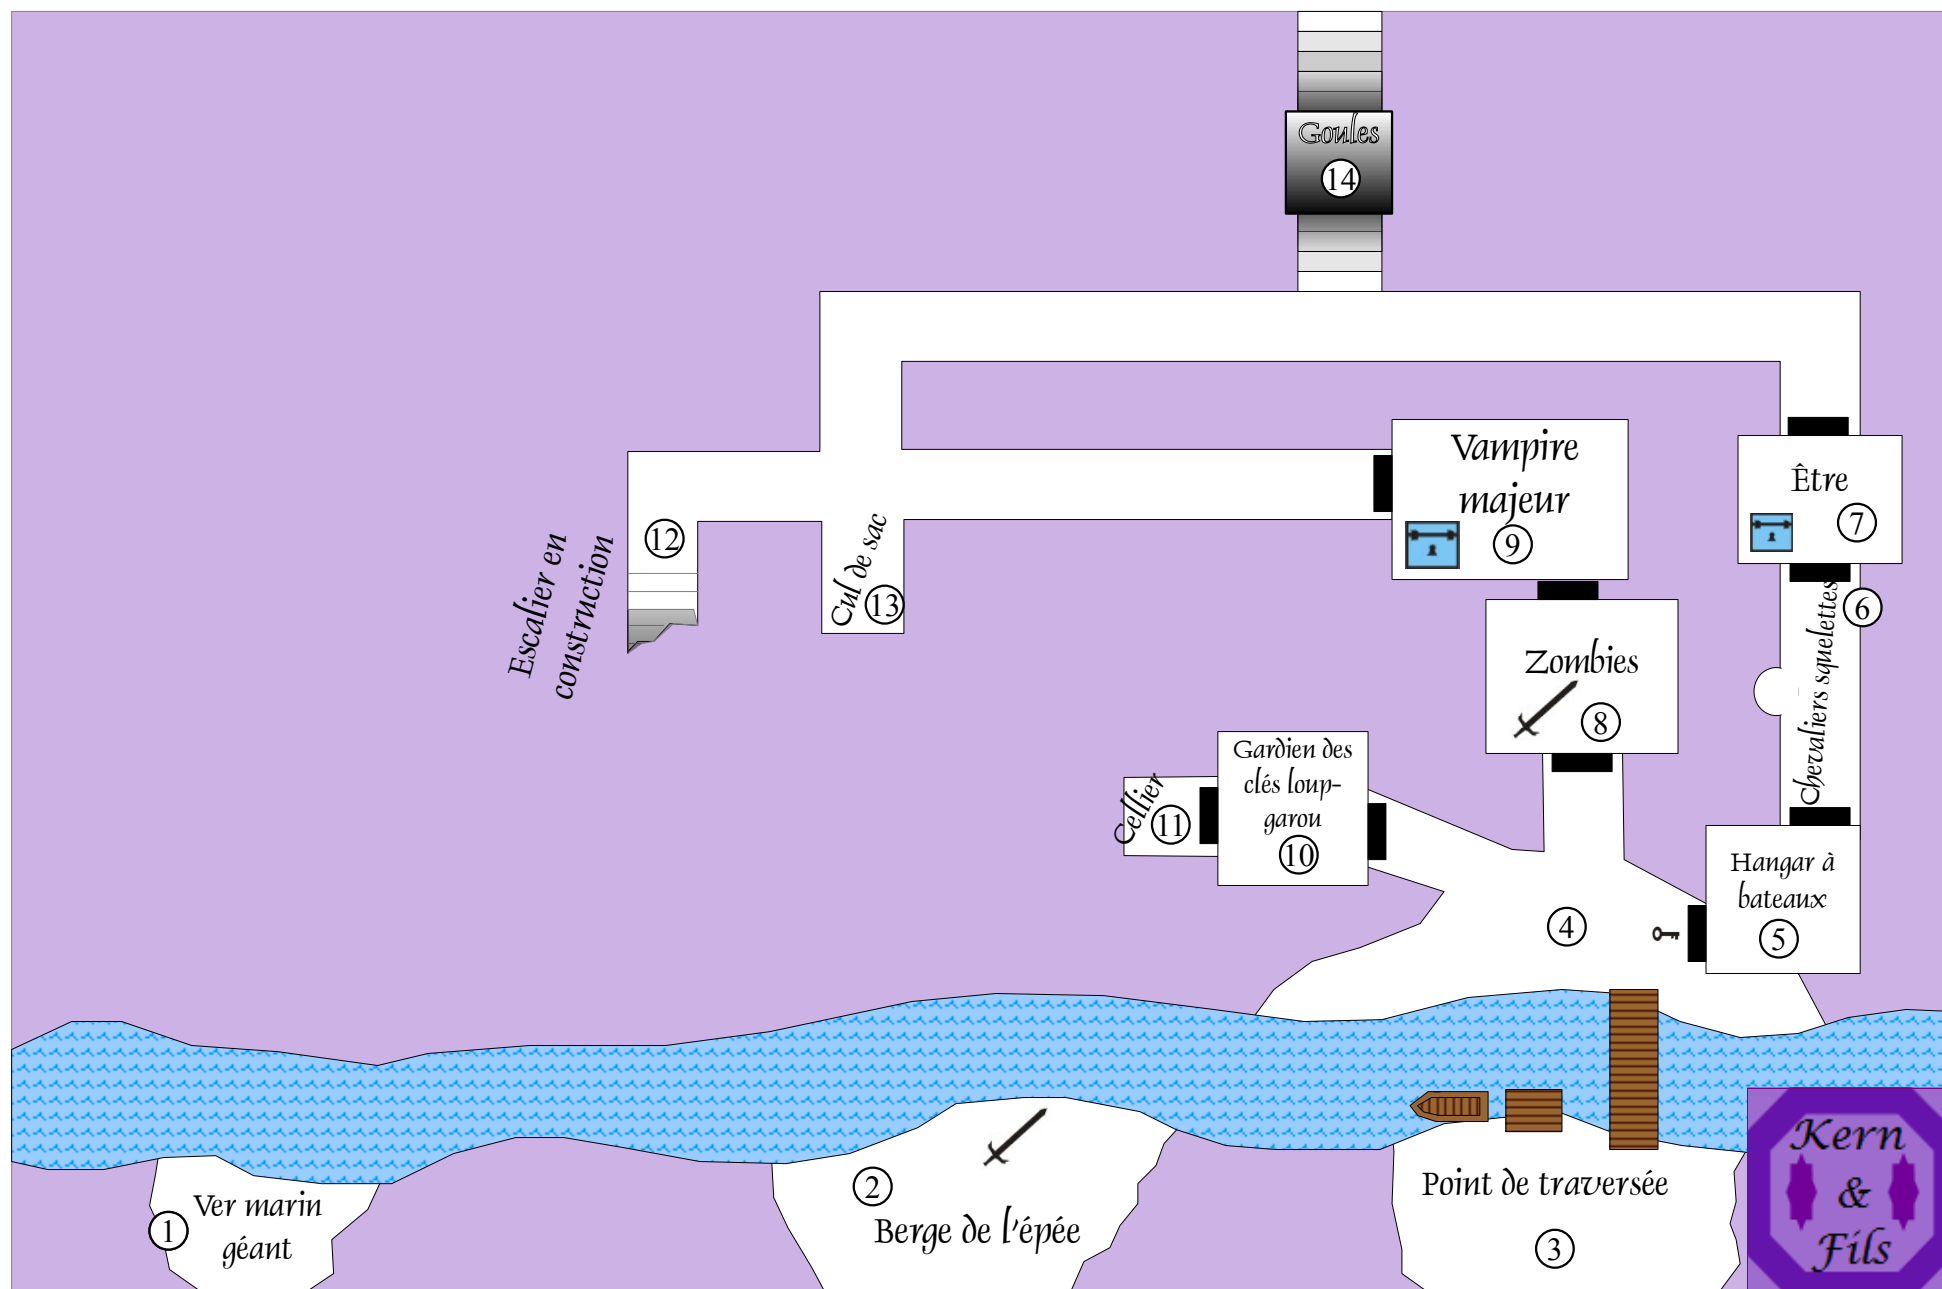 Goules
14
Vampire
majeur
9
Être
7
6
Chevaliers squelettes
12
Escalier en
construction
Cul de sac
13
Zombies
8
Gardien des
clés loup-
garou
10
Cellier
11
Hangar à
bateaux
5
4
Ver marin
géant
1
2
Berge de l'épée
Point de traversée
3
Kern
&
Fils